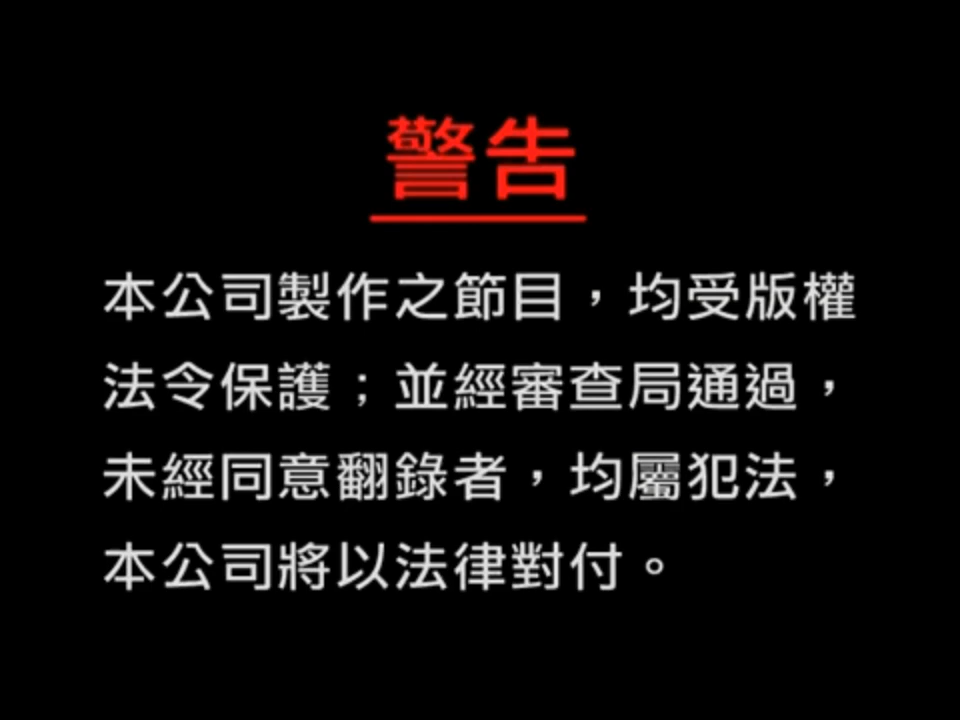 警告
本公司製作之節目，均受版權
法令保護；並經審查局通過，
未經同意翻錄者，均屬犯法，
本公司將以法律對付。